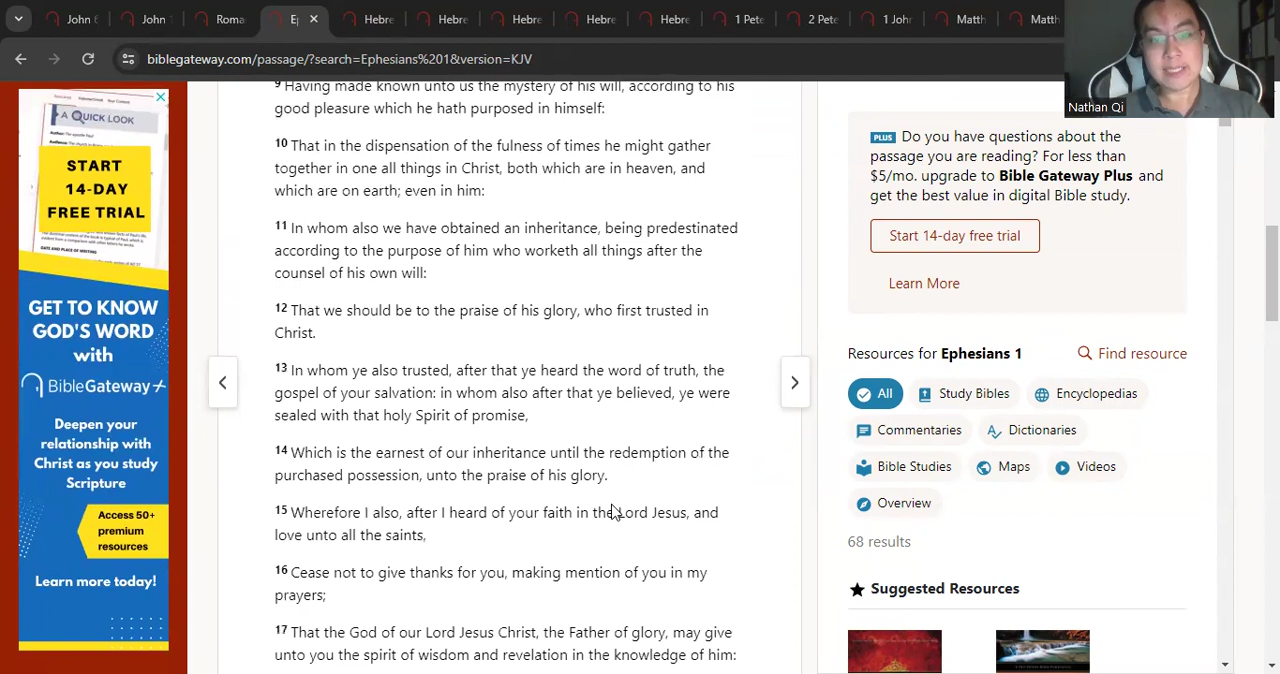 John 6
John 1
Roma
Ep
Hebre
Hebre
Hebre
Hebre
Hebre
1 Pete
2 Pete
1 John
Matth
Matth
biblegateway.com/passage/?search=Ephesians%201&version=KJV
Nathan Qi
A QUICK LOOK
START
14-DAY
FREE TRIAL
GET TO KNOW
GOD'S WORD
with
BibleGateway+
Deepen your
relationship with
Christ as you study
Scripture
Access 50+
premium
resources
Learn more today!
9 Having made known unto us the mystery of his will, according to his
good pleasure which he hath purposed in himself:
10 That in the dispensation of the fulness of times he might gather
together in one all things in Christ, both which are in heaven, and
which are on earth; even in him:
11 In whom also we have obtained an inheritance, being predestinated
according to the purpose of him who worketh all things after the
counsel of his own will:
12 That we should be to the praise of his glory, who first trusted in
Christ.
13 In whom ye also trusted, after that ye heard the word of truth, the
gospel of your salvation: in whom also after that ye believed, ye were
sealed with that holy Spirit of promise,
14 Which is the earnest of our inheritance until the redemption of the
purchased possession, unto the praise of his glory.
15 Wherefore I also, after I heard of your faith in the Lord Jesus, and
love unto all the saints,
16 Cease not to give thanks for you, making mention of you in my
prayers;
17 That the God of our Lord Jesus Christ, the Father of glory, may give
unto you the spirit of wisdom and revelation in the knowledge of him:
PLUS Do you have questions about the
passage you are reading? For less than
$5/mo. upgrade to Bible Gateway Plus and
get the best value in digital Bible study.
Start 14-day free trial
Learn More
Resources for Ephesians 1
Find resource
All
Study Bibles
Encyclopedias
Commentaries
Dictionaries
Bible Studies
Maps
Videos
Overview
68 results
Suggested Resources